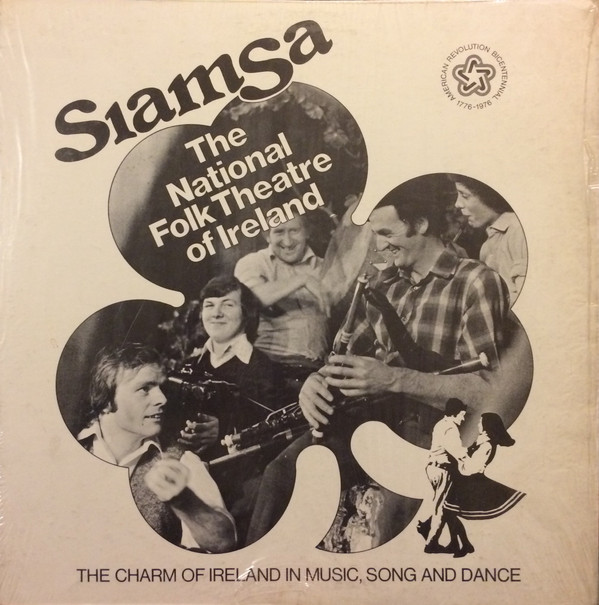 Siamsa
The
National
Folk Theatre
of Ireland
AMERICAN REVOLUTION BICENTENNIAL
1776-1976
THE CHARM OF IRELAND IN MUSIC, SONG AND DANCE